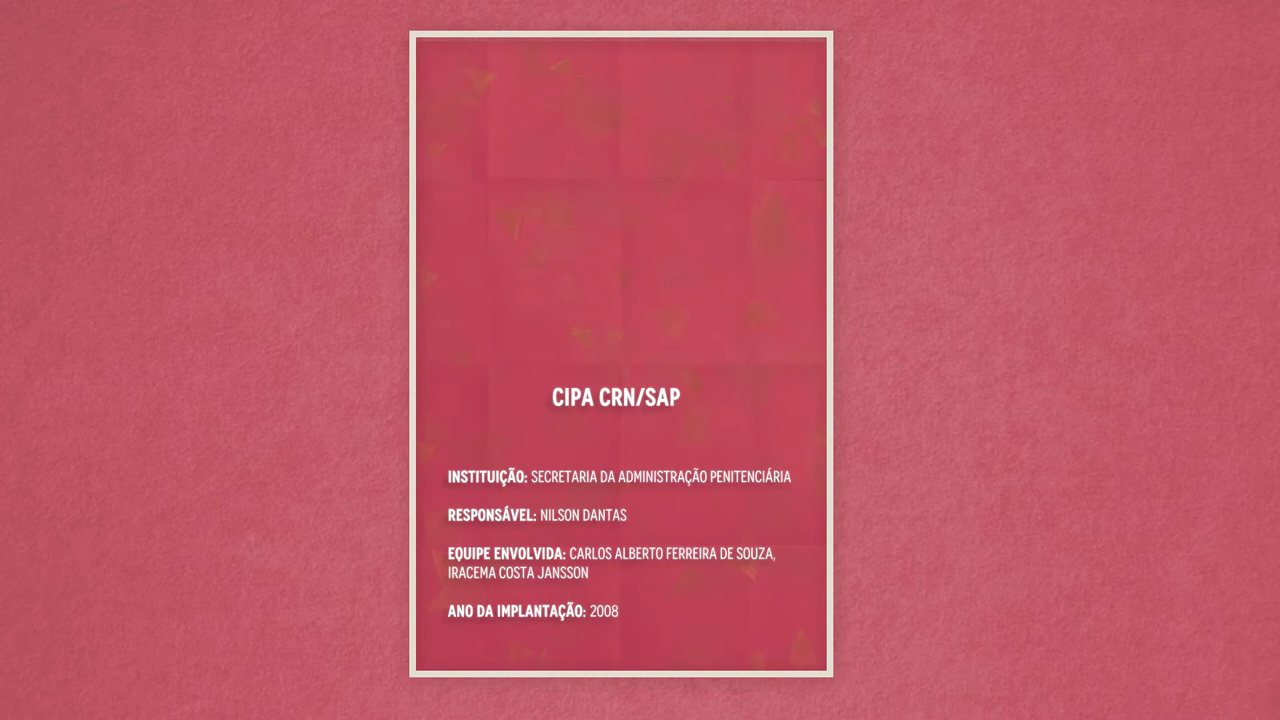 CIPA CRN/SAP
INSTITUIÇÃO: SECRETARIA DA ADMINISTRAÇÃO PENITENCIÁRIA
RESPONSÁVEL: NILSON DANTAS
EQUIPE ENVOLVIDA: CARLOS ALBERTO FERREIRA DE SOUZA,
IRACEMA COSTA JANSSON
ANO DA IMPLANTAÇÃO: 2008